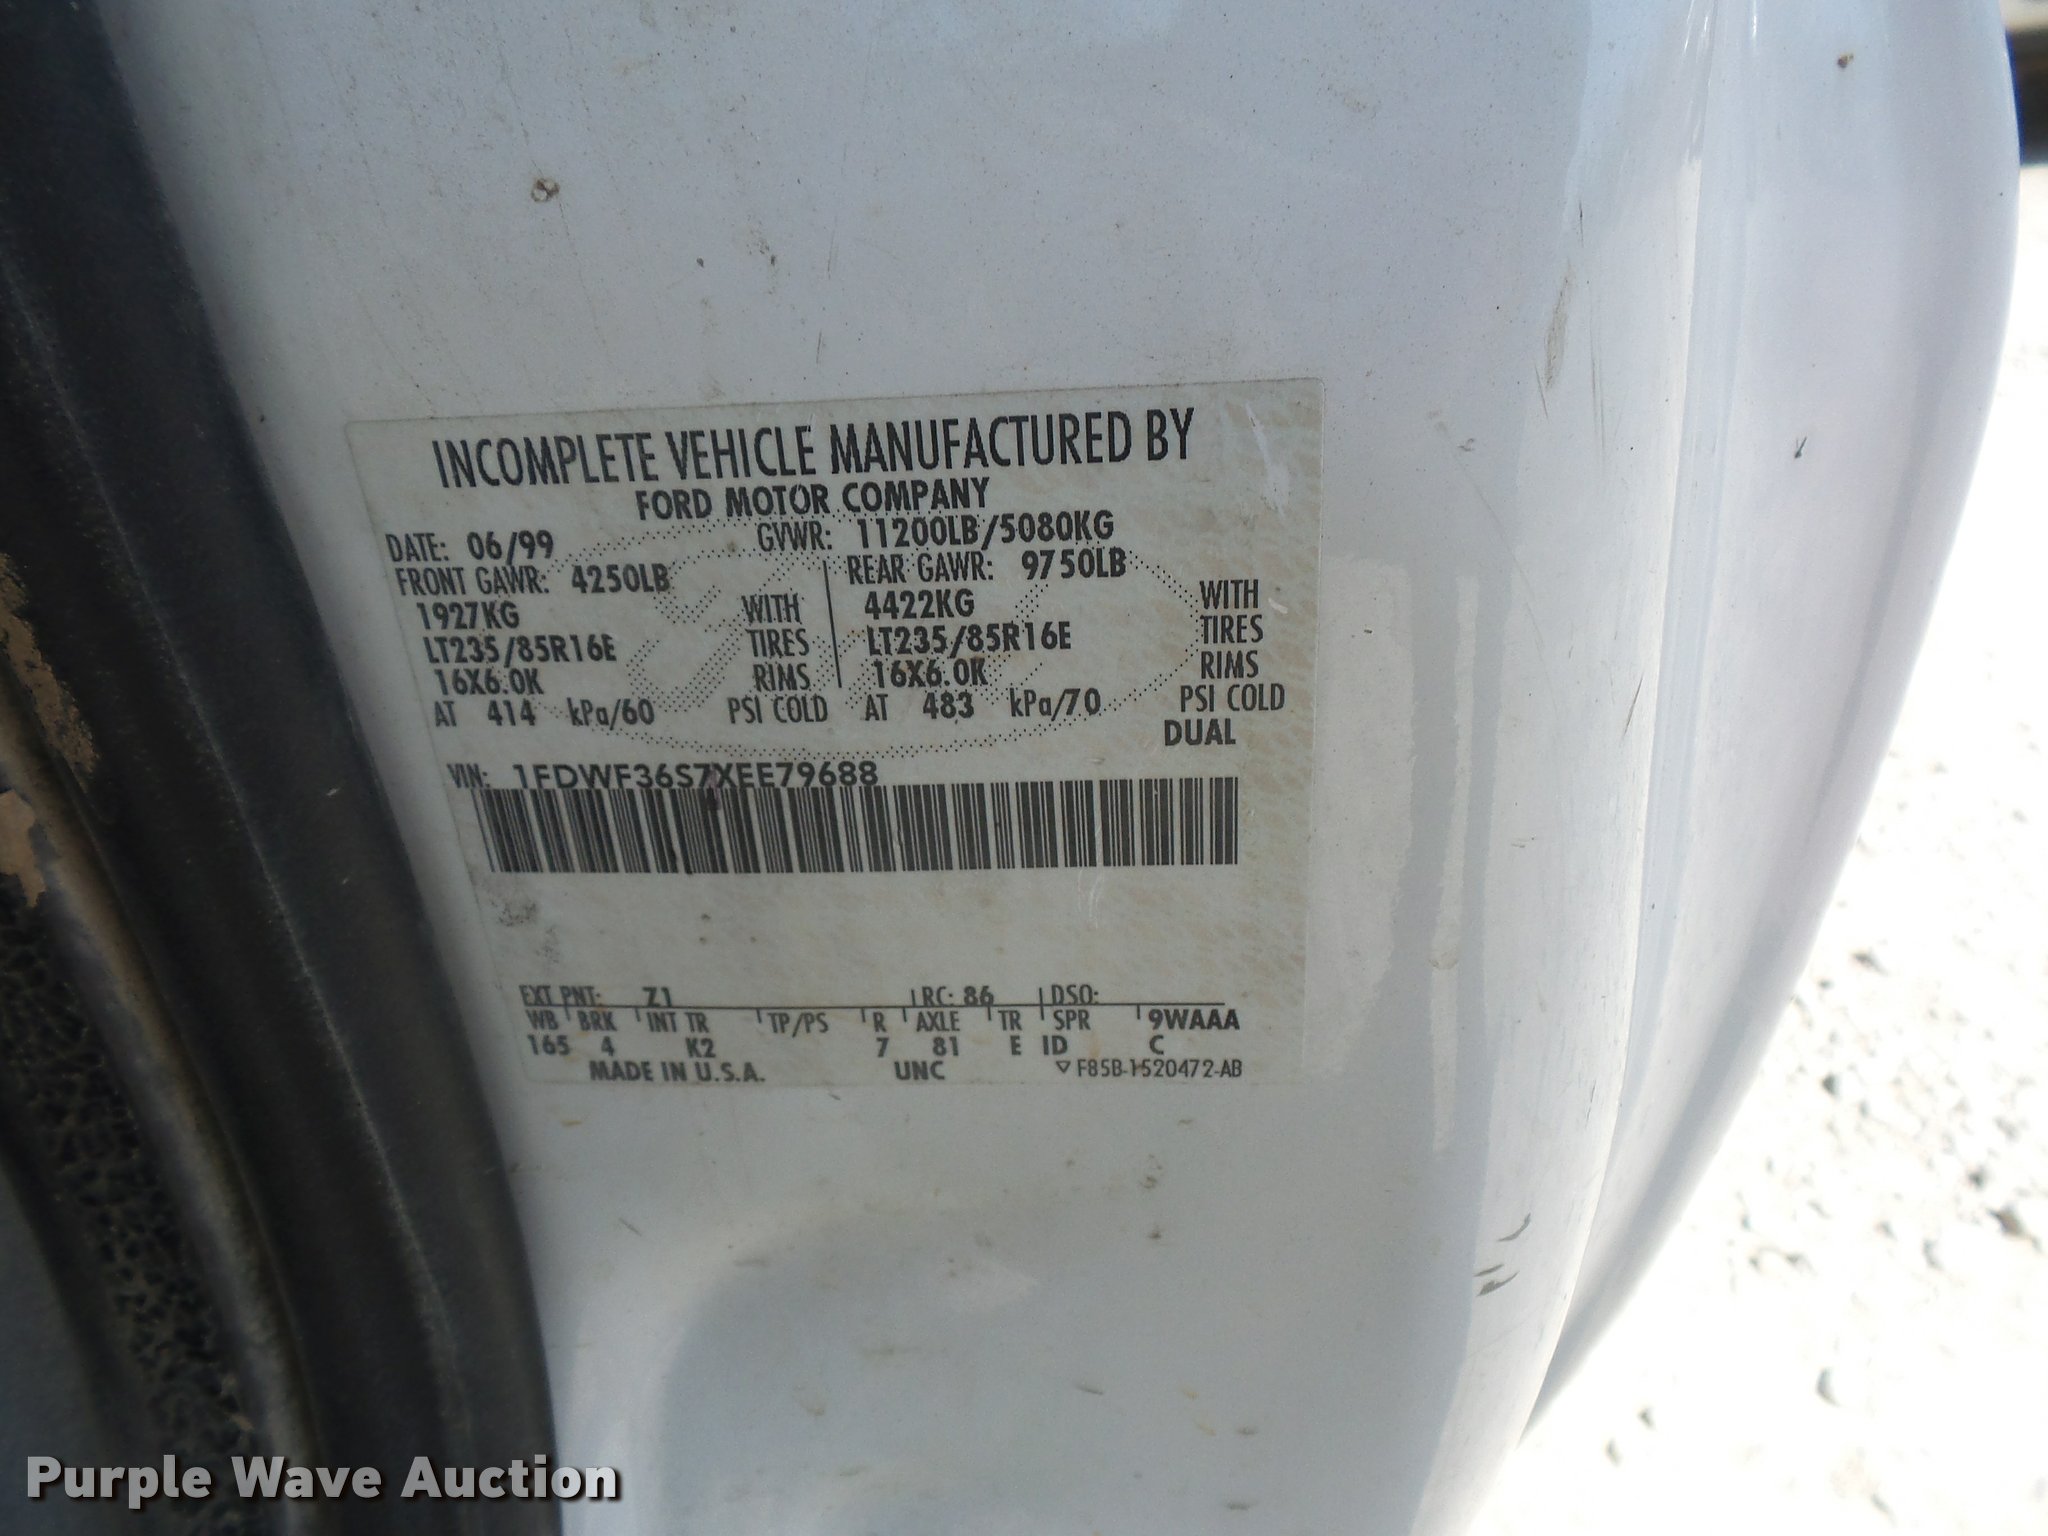 INCOMPLETE VEHICLE MANUFACTURED BY
FORD MOTOR COMPANY
DATE: 06/99 GVWR: 11200LB/5080KG
FRONT GAWR: 4250LB REAR GAWR: 9750LB
1927KG WITH 4422KG WITH
LT235/85R16E TIRES LT235/85R16E TIRES
16X6.0K RIMS 16X6.0K RIMS
AT 414 kPa/60 PSI COLD AT 483 kPa/70 PSI COLD
DUAL
VIN: 1FDWF36S7XEE79688
EXT PNT: Z1 RC: 86 DSO:
WB BRK INT TR TP/PS R AXLE TR SPR 9WAAA
165 4 K2 7 81 E ID C
MADE IN U.S.A. UNC ▽ F85B-1520472-AB
Purple Wave Auction